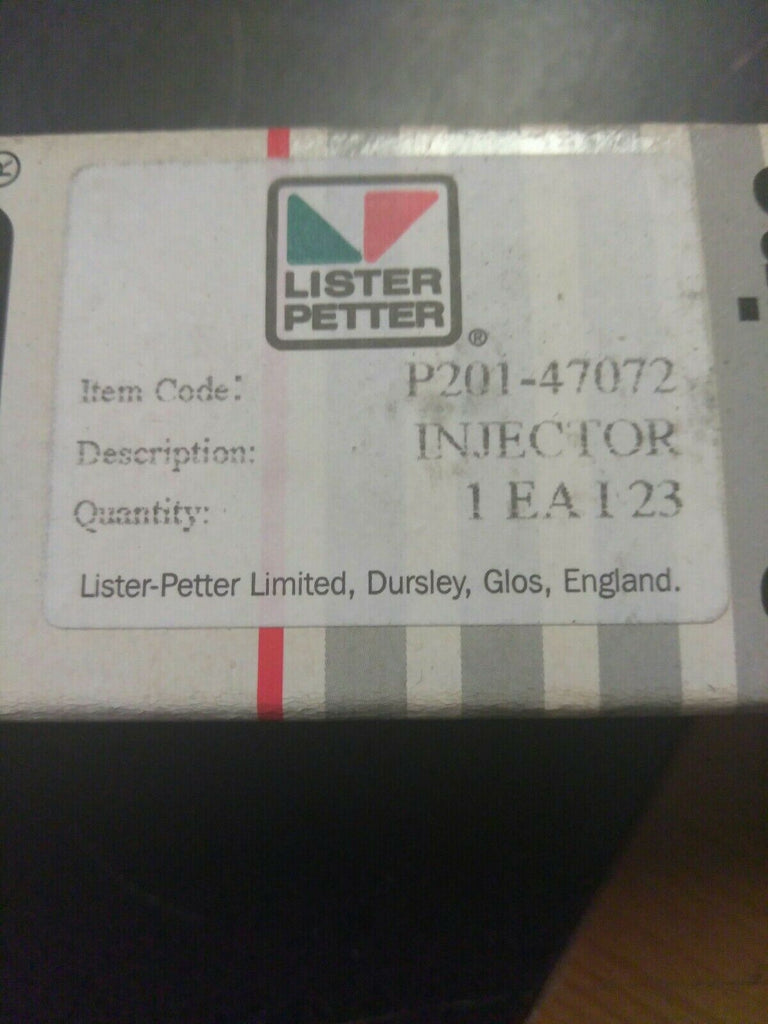 LISTER
PETTER
®
Item Code: P201-47072
Description: INJECTOR
Quantity: 1 EA I 23
Lister-Petter Limited, Dursley, Glos, England.
®